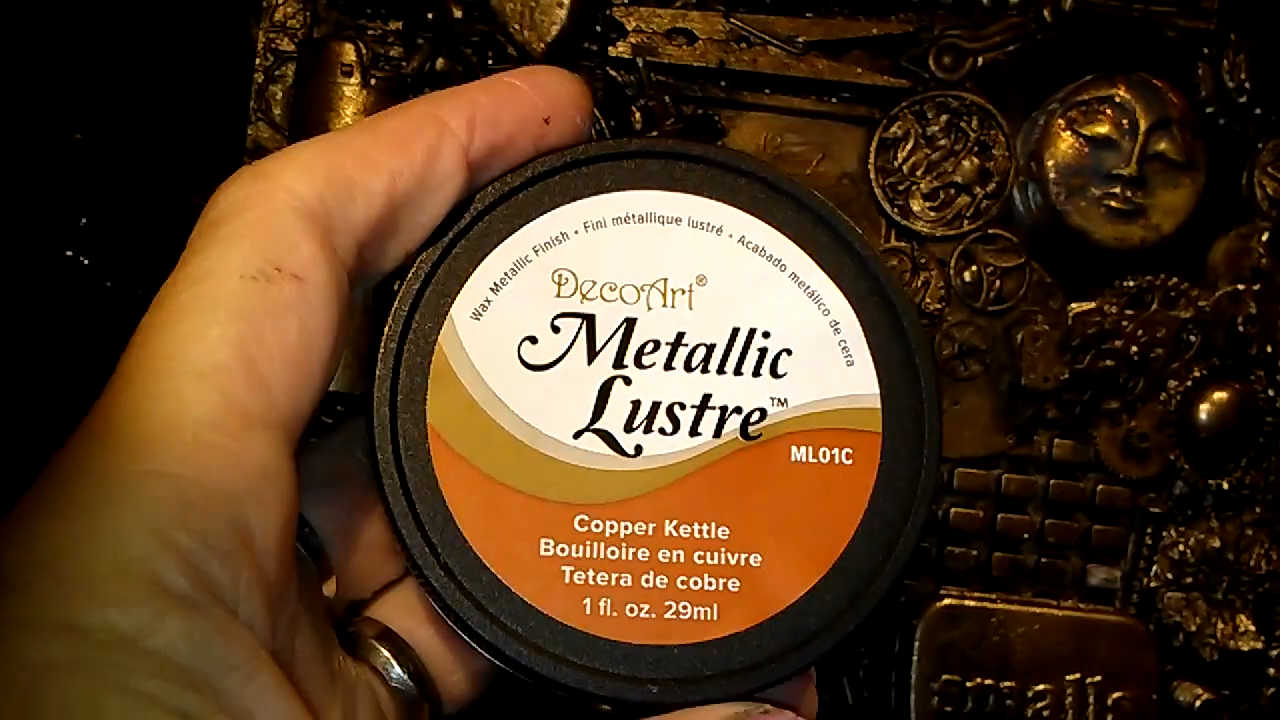 Wax Metallic Finish • Fini métallique lustré • Acabado metálico de cera
DecoArt®
Metallic
Lustre™
ML01C
Copper Kettle
Bouilloire en cuivre
Tetera de cobre
1 fl. oz. 29ml
smalls